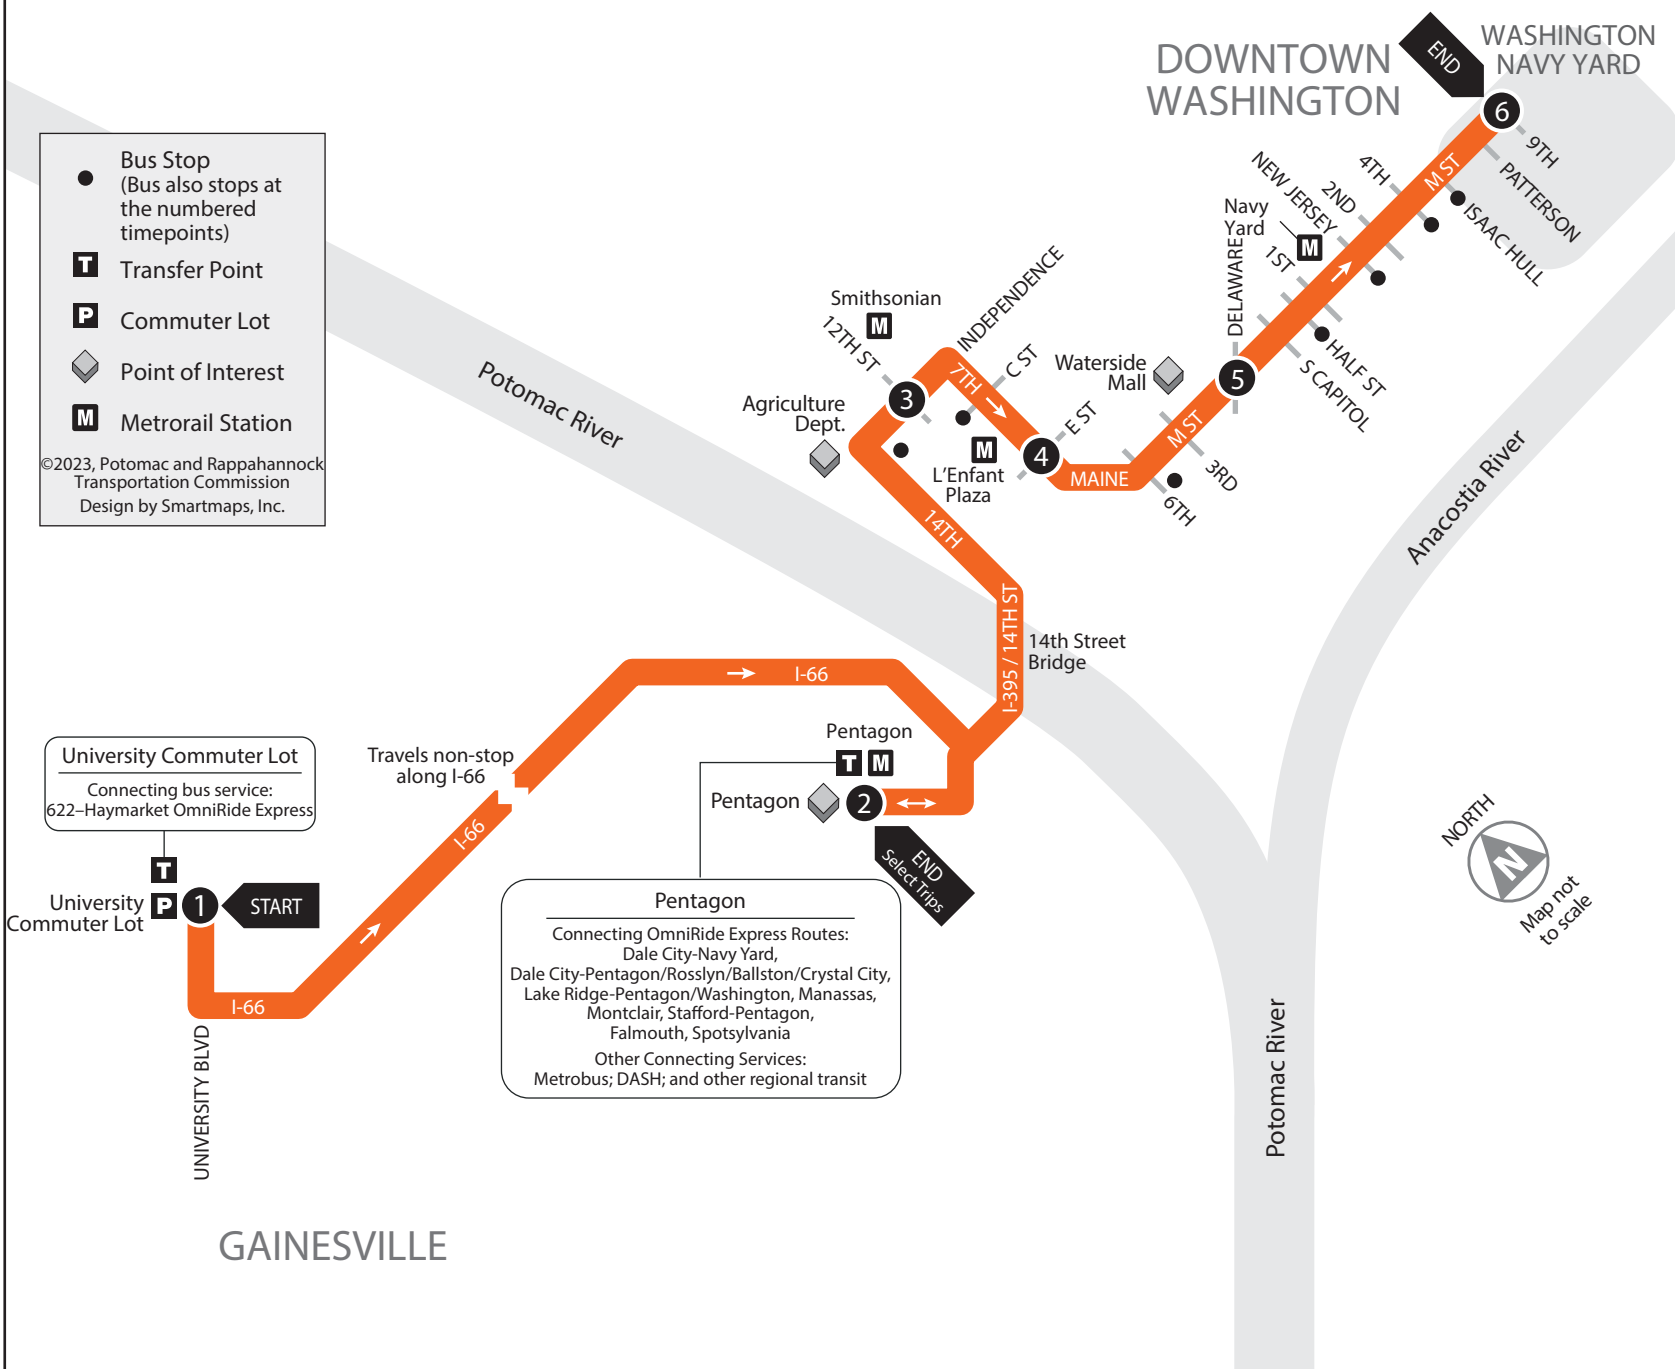 DOWNTOWN
WASHINGTON
END
WASHINGTON
NAVY YARD
6
9TH
PATTERSON
ISAAC HULL
M ST
4TH
2ND
NEW JERSEY
Navy
Yard
M
1ST
DELAWARE
HALF ST
S CAPITOL
5
Waterside
Mall
M ST
3RD
6TH
MAINE
E ST
4
C ST
7TH
INDEPENDENCE
Smithsonian
M
12TH ST
3
Agriculture
Dept.
M
L'Enfant
Plaza
14TH
I-395 / 14TH ST
14th Street
Bridge
Potomac River
Anacostia River
Potomac River
Bus Stop
(Bus also stops at
the numbered
timepoints)
T Transfer Point
P Commuter Lot
Point of Interest
M Metrorail Station
©2023, Potomac and Rappahannock
Transportation Commission
Design by Smartmaps, Inc.
I-66
Travels non-stop
along I-66
I-66
Pentagon
T M
Pentagon
2
END
Select Trips
University Commuter Lot
Connecting bus service:
622–Haymarket OmniRide Express
T
University
Commuter Lot
P
1
START
I-66
UNIVERSITY BLVD
Pentagon
Connecting OmniRide Express Routes:
Dale City-Navy Yard,
Dale City-Pentagon/Rosslyn/Ballston/Crystal City,
Lake Ridge-Pentagon/Washington, Manassas,
Montclair, Stafford-Pentagon,
Falmouth, Spotsylvania
Other Connecting Services:
Metrobus; DASH; and other regional transit
NORTH
N
Map not
to scale
GAINESVILLE